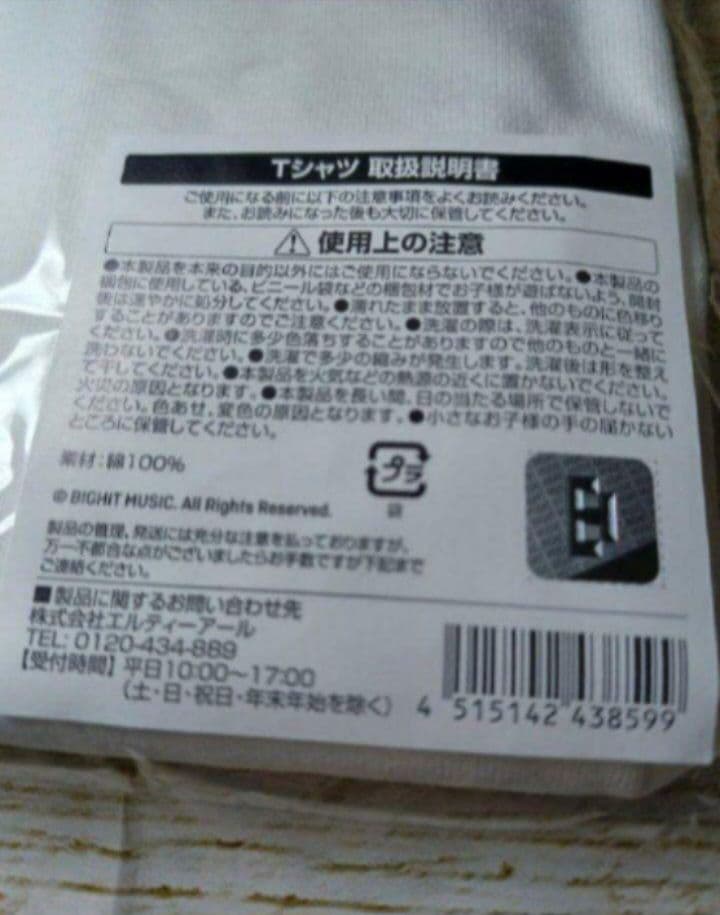 Tシャツ 取扱説明書
ご使用になる前に以下の注意事項をよくお読みください。
また、お読みになった後も大切に保管してください。
使用上の注意
●本製品を本来の目的以外にはご使用にならないでください。●本製品の
梱包に使用している、ビニール袋などの梱包材でお子様が遊ばないよう、開封
後は速やかに処分してください。●濡れたまま放置すると、他のものに色移り
することがありますのでご注意ください。●洗濯の際は、洗濯表示に従って
ください。●洗濯時に多少色落ちすることがありますので他のものと一緒に
洗わないでください。●洗濯で多少の縮みが発生します。洗濯後は形を整え
て干してください。●本製品を火気などの熱源の近くに置かないでください。
火災の原因となります。●本製品を長い間、日の当たる場所で保管しないで
ください。色あせ、変色の原因となります。●小さなお子様の手の届かない
ところに保管してください。
素材:綿100%
プラ
袋
© BIGHIT MUSIC. All Rights Reserved.
製品の管理、発送には充分な注意を払っておりますが、
万一不都合な点がございましたらお手数ですが下記まで
ご連絡ください。
■製品に関するお問い合わせ先
株式会社エルティーアール
TEL: 0120-434-889
【受付時間】平日10:00〜17:00
(土・日・祝日・年末年始を除く)
4 515142 438599